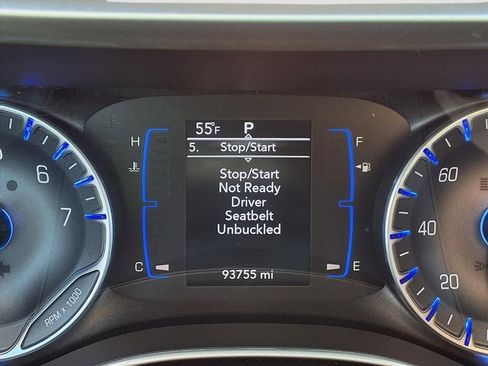 55°F P
5. Stop/Start
H F
Stop/Start
Not Ready
Driver
Seatbelt
Unbuckled
C E
93755 mi
6
7
RPM x 1000
60
40
20